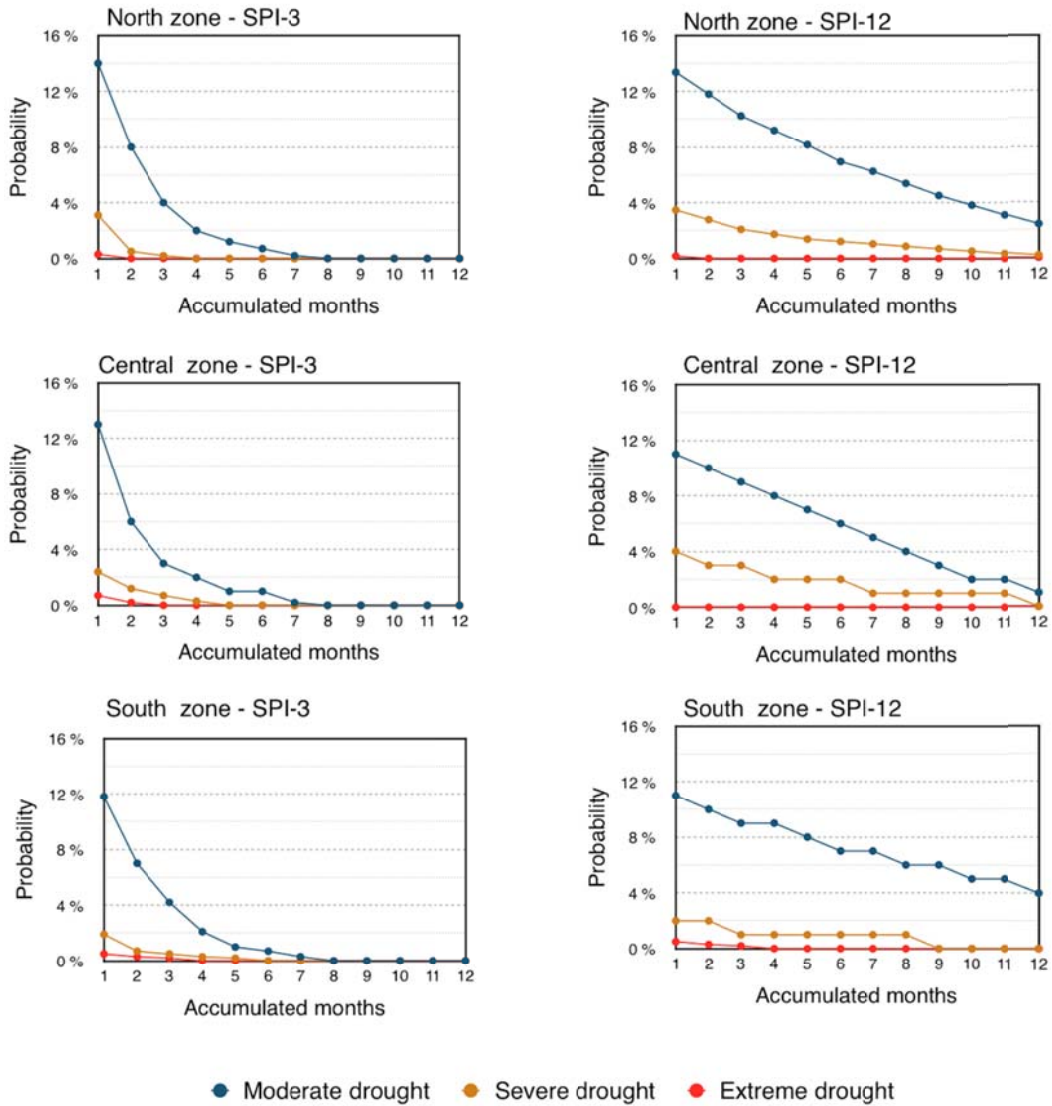 North zone - SPI-3
16 %
12 %
8 %
4 %
0 %
Probability
1 2 3 4 5 6 7 8 9 10 11 12
Accumulated months
North zone - SPI-12
16 %
12 %
8 %
4 %
0 %
Probability
1 2 3 4 5 6 7 8 9 10 11 12
Accumulated months
Central zone - SPI-3
16 %
12 %
8 %
4 %
0 %
Probability
1 2 3 4 5 6 7 8 9 10 11 12
Accumulated months
Central zone - SPI-12
16 %
12 %
8 %
4 %
0 %
Probability
1 2 3 4 5 6 7 8 9 10 11 12
Accumulated months
South zone - SPI-3
16 %
12 %
8 %
4 %
0 %
Probability
1 2 3 4 5 6 7 8 9 10 11 12
Accumulated months
South zone - SPI-12
16 %
12 %
8 %
4 %
0 %
Probability
1 2 3 4 5 6 7 8 9 10 11 12
Accumulated months
Moderate drought Severe drought Extreme drought